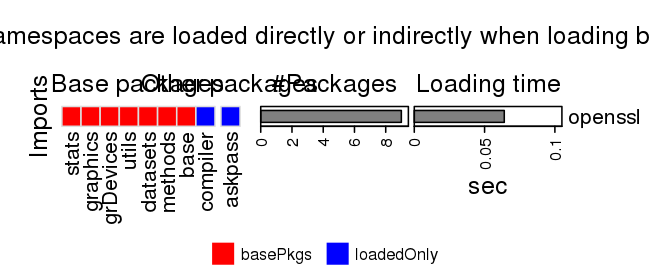 amespaces are loaded directly or indirectly when loading b
Base packages
Other packages
#Packages
Loading time
Imports
openssl
stats
graphics
grDevices
utils
datasets
methods
base
compiler
askpass
0
2
4
6
8
0
0.05
0.1
sec
basePkgs
loadedOnly